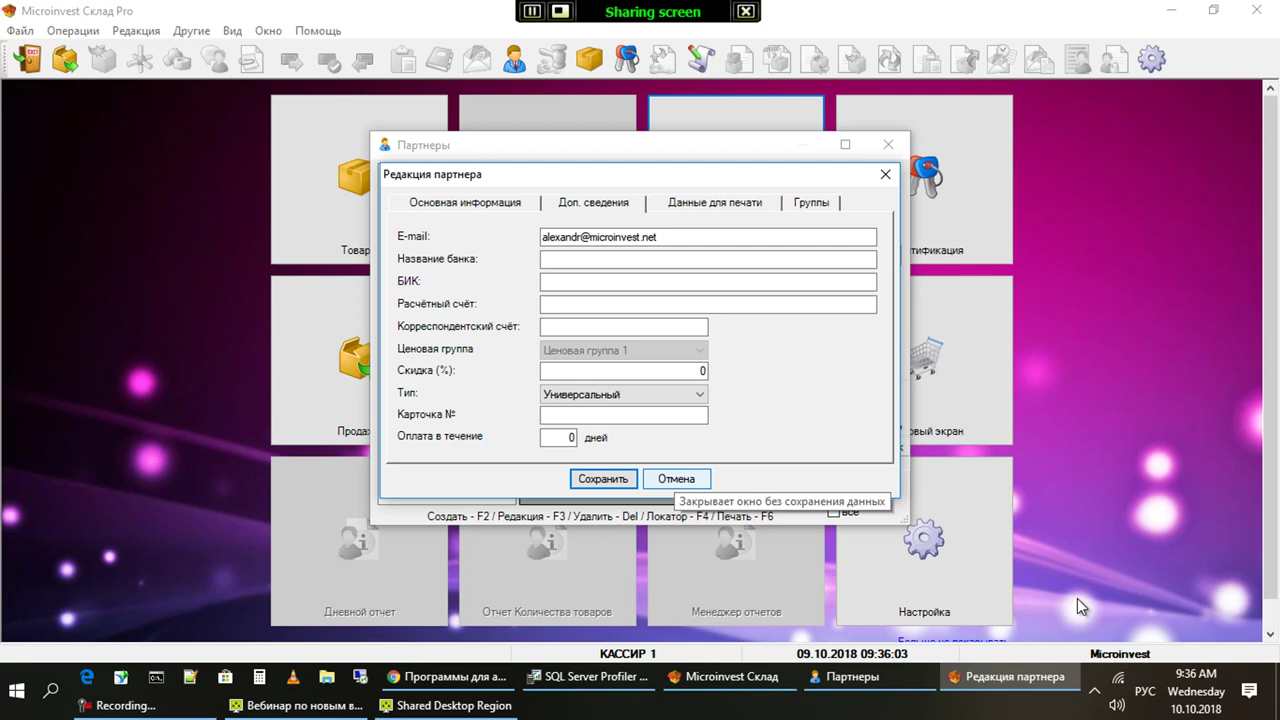 Microinvest Склад Pro
Sharing screen
Файл Операции Редакция Другие Вид Окно Помощь
EXIT
Партнеры
Редакция партнера
Основная информация Доп. сведения Данные для печати Группы
E-mail: alexandr@microinvest.net
Название банка:
БИК:
Расчётный счёт:
Корреспондентский счёт:
Ценовая группа Ценовая группа 1
Скидка (%): 0
Тип: Универсальный
Карточка №
Оплата в течение 0 дней
Сохранить Отмена
Закрывает окно без сохранения данных
Создать - F2 / Редакция - F3 / Удалить - Del / Локатор - F4 / Печать - F6
все
Дневной отчет Отчет Количества товаров Менеджер отчетов Настройка
Больше не показывать
КАССИР 1 09.10.2018 09:36:03 Microinvest
Программы для а... SQL Server Profiler ... Microinvest Склад Партнеры Редакция партнера
Recording... Вебинар по новым в... Shared Desktop Region
РУС
9:36 AM
Wednesday
10.10.2018